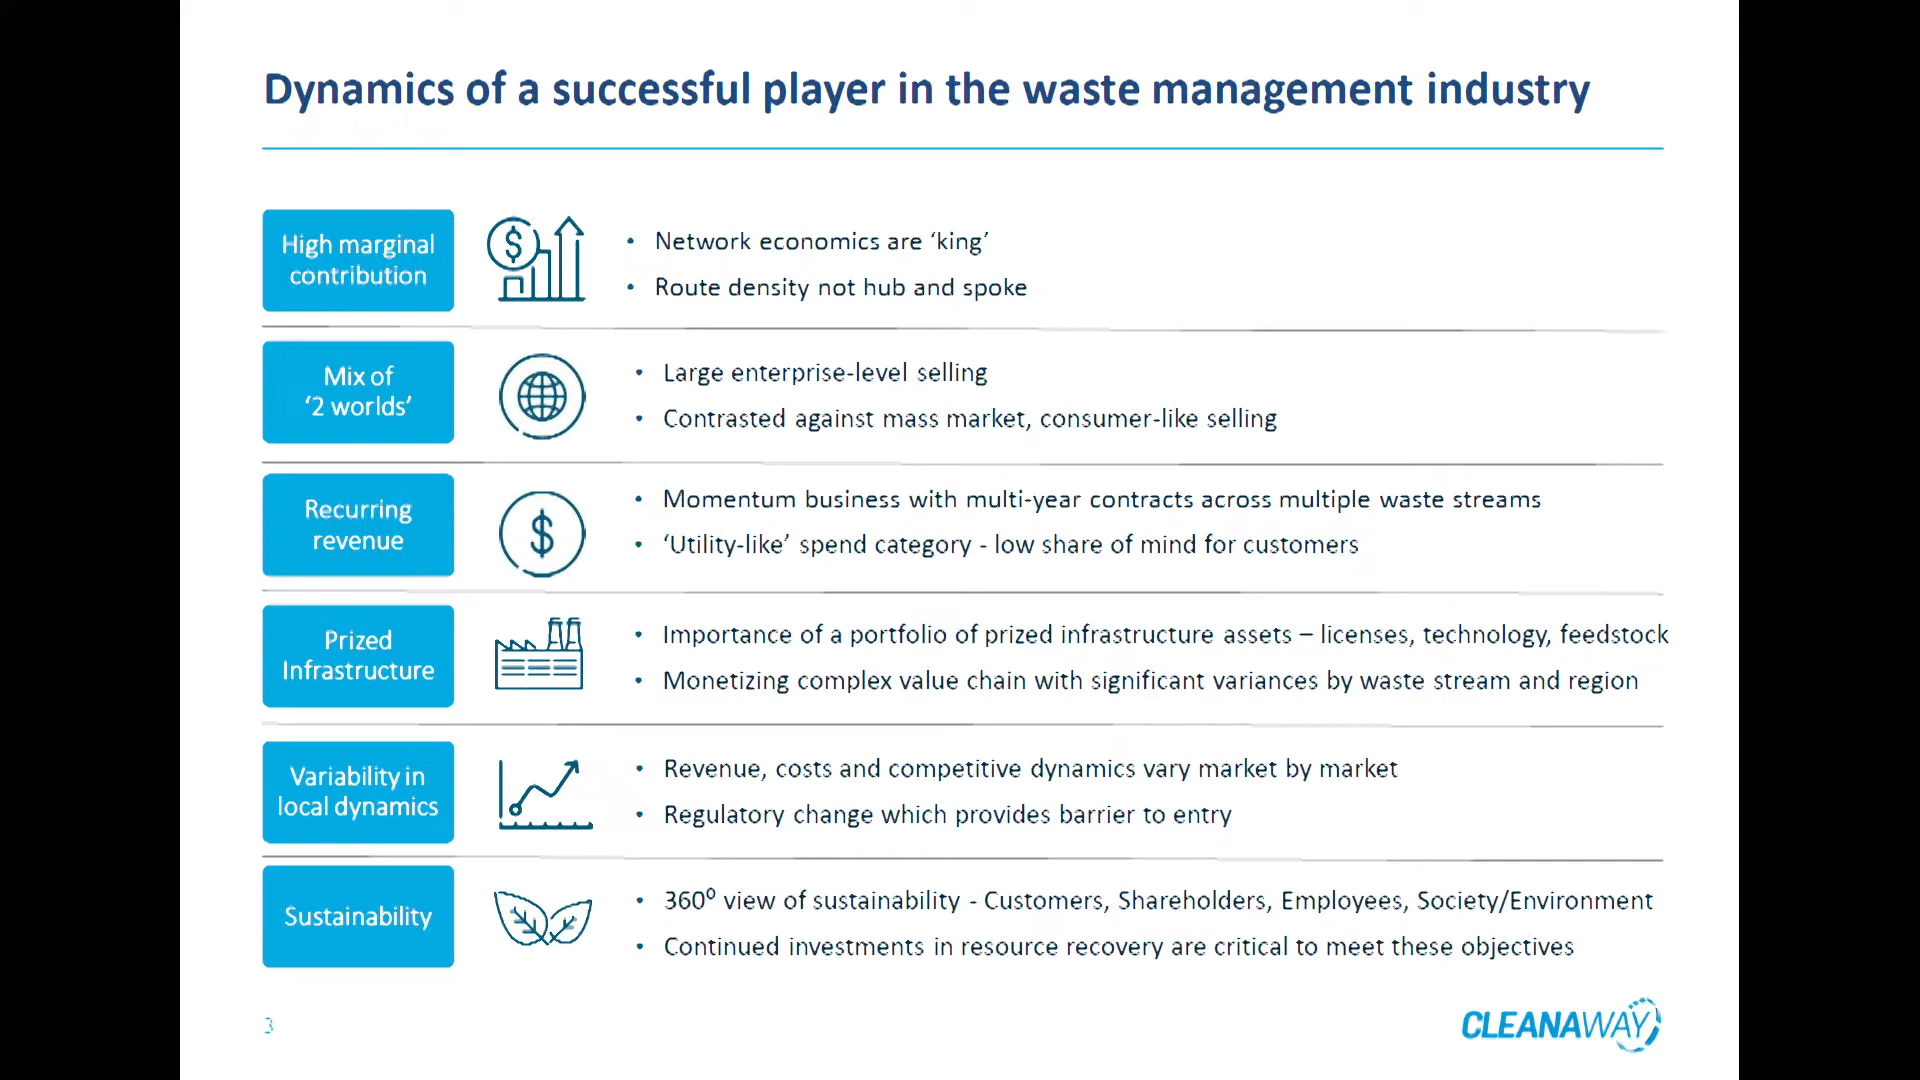 Dynamics of a successful player in the waste management industry
High marginal
contribution
• Network economics are ‘king’
• Route density not hub and spoke
Mix of
‘2 worlds’
• Large enterprise-level selling
• Contrasted against mass market, consumer-like selling
Recurring
revenue
• Momentum business with multi-year contracts across multiple waste streams
• ‘Utility-like’ spend category - low share of mind for customers
Prized
Infrastructure
• Importance of a portfolio of prized infrastructure assets – licenses, technology, feedstock
• Monetizing complex value chain with significant variances by waste stream and region
Variability in
local dynamics
• Revenue, costs and competitive dynamics vary market by market
• Regulatory change which provides barrier to entry
Sustainability
• 360⁰ view of sustainability - Customers, Shareholders, Employees, Society/Environment
• Continued investments in resource recovery are critical to meet these objectives
3
CLEANAWAY